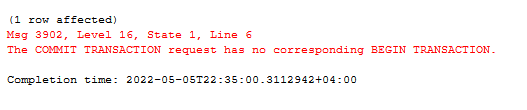 (1 row affected)
Msg 3902, Level 16, State 1, Line 6
The COMMIT TRANSACTION request has no corresponding BEGIN TRANSACTION.
Completion time: 2022-05-05T22:35:00.3112942+04:00